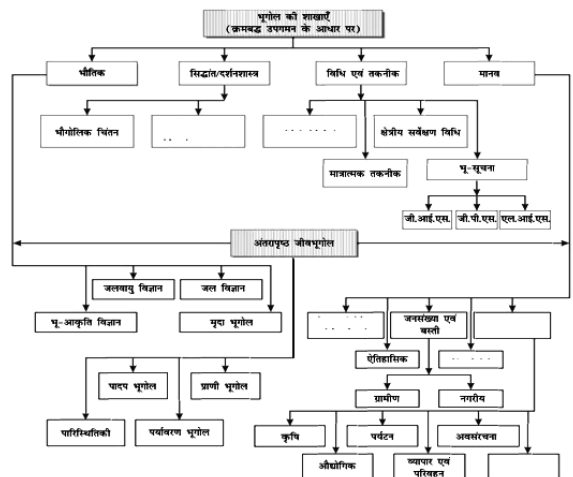 भूगोल की शाखाएँ
(क्रमबद्ध उपगमन के आधार पर)
भौतिक
सिद्धांत/दर्शनशास्त्र
विधि एवं तकनीक
मानव
भौगोलिक चिंतन
क्षेत्रीय सर्वेक्षण विधि
मात्रात्मक तकनीक
भू-सूचना
जी.आई.एस.
जी.पी.एस.
एल.आई.एस.
अंतरापृष्ठ जीवभूगोल
जलवायु विज्ञान
जल विज्ञान
भू-आकृति विज्ञान
मृदा भूगोल
जनसंख्या एवं
बस्ती
ऐतिहासिक
पादप भूगोल
प्राणी भूगोल
ग्रामीण
नगरीय
पारिस्थितिकी
पर्यावरण भूगोल
कृषि
पर्यटन
अवसंरचना
औद्योगिक
व्यापार एवं
परिवहन